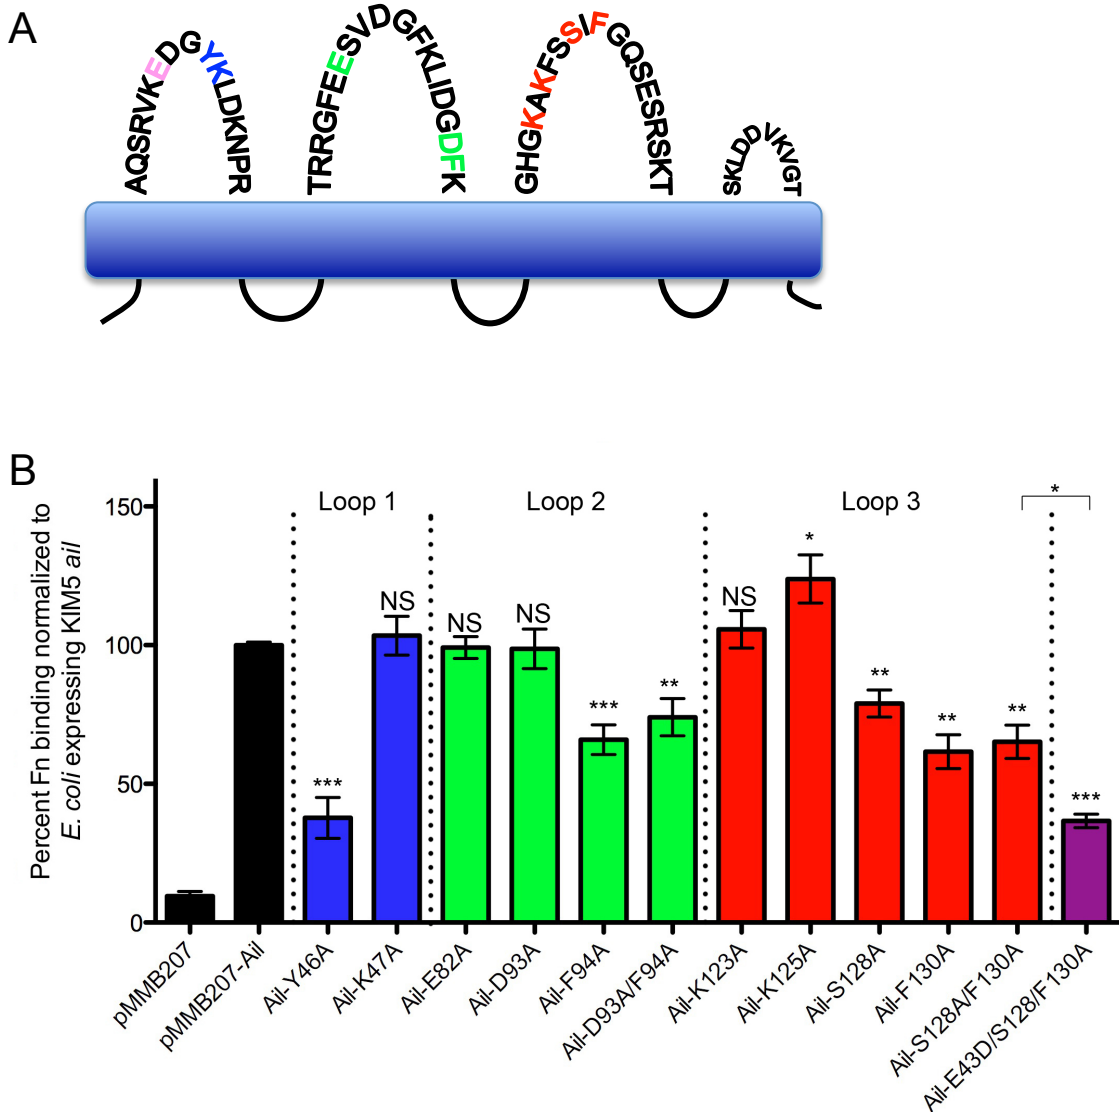 A
AQSRVKEDGYKLDKNPR
TRRGFEESVDGFKLIDGDFK
GHGKAKFSSIFGQSESRSKT
SKLDDVKVGT
B
Percent Fn binding normalized to
E. coli expressing KIM5 ail
150
100
50
0
Loop 1
Loop 2
Loop 3
*
***
NS
NS
NS
***
**
NS
*
**
**
**
***
pMMB207
pMMB207-Ail
Ail-Y46A
Ail-K47A
Ail-E82A
Ail-D93A
Ail-F94A
Ail-D93A/F94A
Ail-K123A
Ail-K125A
Ail-S128A
Ail-F130A
Ail-S128A/F130A
Ail-E43D/S128/F130A